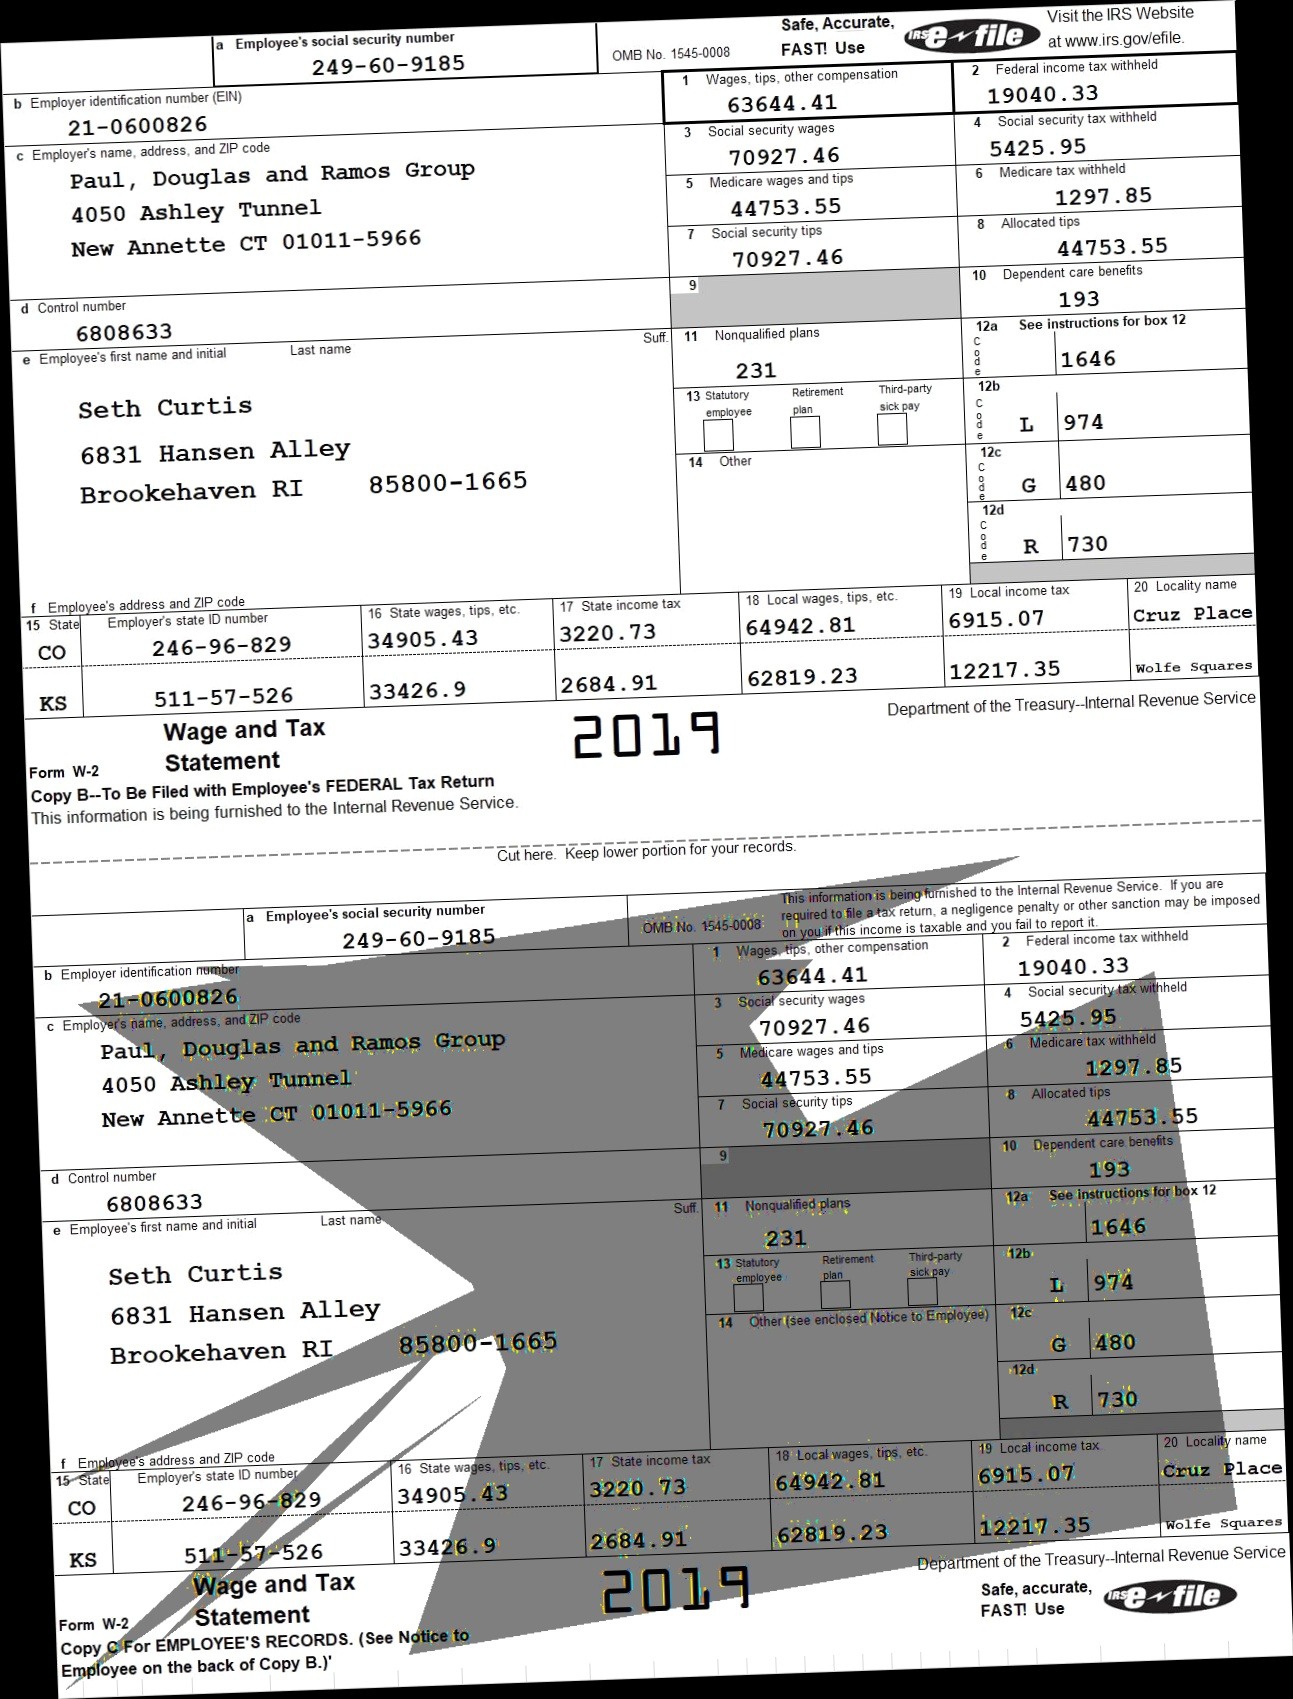 a Employee's social security number
249-60-9185
OMB No. 1545-0008
Safe, Accurate,
FAST! Use
IRS e-file
Visit the IRS Website
at www.irs.gov/efile.
b Employer identification number (EIN)
21-0600826
1 Wages, tips, other compensation
63644.41
2 Federal income tax withheld
19040.33
c Employer's name, address, and ZIP code
Paul, Douglas and Ramos Group
4050 Ashley Tunnel
New Annette CT 01011-5966
3 Social security wages
70927.46
4 Social security tax withheld
5425.95
5 Medicare wages and tips
44753.55
6 Medicare tax withheld
1297.85
7 Social security tips
70927.46
8 Allocated tips
44753.55
d Control number
6808633
9
10 Dependent care benefits
193
e Employee's first name and initial Last name Suff.
Seth Curtis
6831 Hansen Alley
Brookehaven RI 85800-1665
11 Nonqualified plans
231
12a See instructions for box 12
Code
1646
13 Statutory employee
Retirement plan
Third-party sick pay
12b
Code
L 974
14 Other
12c
Code
G 480
12d
Code
R 730
f Employee's address and ZIP code
15 State Employer's state ID number
16 State wages, tips, etc.
17 State income tax
18 Local wages, tips, etc.
19 Local income tax
20 Locality name
CO 246-96-829 34905.43 3220.73 64942.81 6915.07 Cruz Place
KS 511-57-526 33426.9 2684.91 62819.23 12217.35 Wolfe Squares
Wage and Tax
Statement
Form W-2
2019
Department of the Treasury--Internal Revenue Service
Copy B--To Be Filed with Employee's FEDERAL Tax Return
This information is being furnished to the Internal Revenue Service.
Cut here. Keep lower portion for your records.
a Employee's social security number
249-60-9185
OMB No. 1545-0008
This information is being furnished to the Internal Revenue Service. If you are
required to file a tax return, a negligence penalty or other sanction may be imposed
on you if this income is taxable and you fail to report it.
b Employer identification number
21-0600826
1 Wages, tips, other compensation
63644.41
2 Federal income tax withheld
19040.33
c Employer's name, address, and ZIP code
Paul, Douglas and Ramos Group
4050 Ashley Tunnel
New Annette CT 01011-5966
3 Social security wages
70927.46
4 Social security tax withheld
5425.95
5 Medicare wages and tips
44753.55
6 Medicare tax withheld
1297.85
7 Social security tips
70927.46
8 Allocated tips
44753.55
d Control number
6808633
9
10 Dependent care benefits
193
e Employee's first name and initial Last name Suff.
Seth Curtis
6831 Hansen Alley
Brookehaven RI 85800-1665
11 Nonqualified plans
231
12a See instructions for box 12
1646
13 Statutory employee
Retirement plan
Third-party sick pay
12b
L 974
14 Other (see enclosed Notice to Employee)
12c
G 480
12d
R 730
f Employee's address and ZIP code
15 State Employer's state ID number
16 State wages, tips, etc.
17 State income tax
18 Local wages, tips, etc.
19 Local income tax
20 Locality name
CO 246-96-829 34905.43 3220.73 64942.81 6915.07 Cruz Place
KS 511-57-526 33426.9 2684.91 62819.23 12217.35 Wolfe Squares
Wage and Tax
Statement
Form W-2
2019
Department of the Treasury--Internal Revenue Service
Safe, accurate,
FAST! Use
IRS e-file
Copy C For EMPLOYEE'S RECORDS. (See Notice to
Employee on the back of Copy B.)'